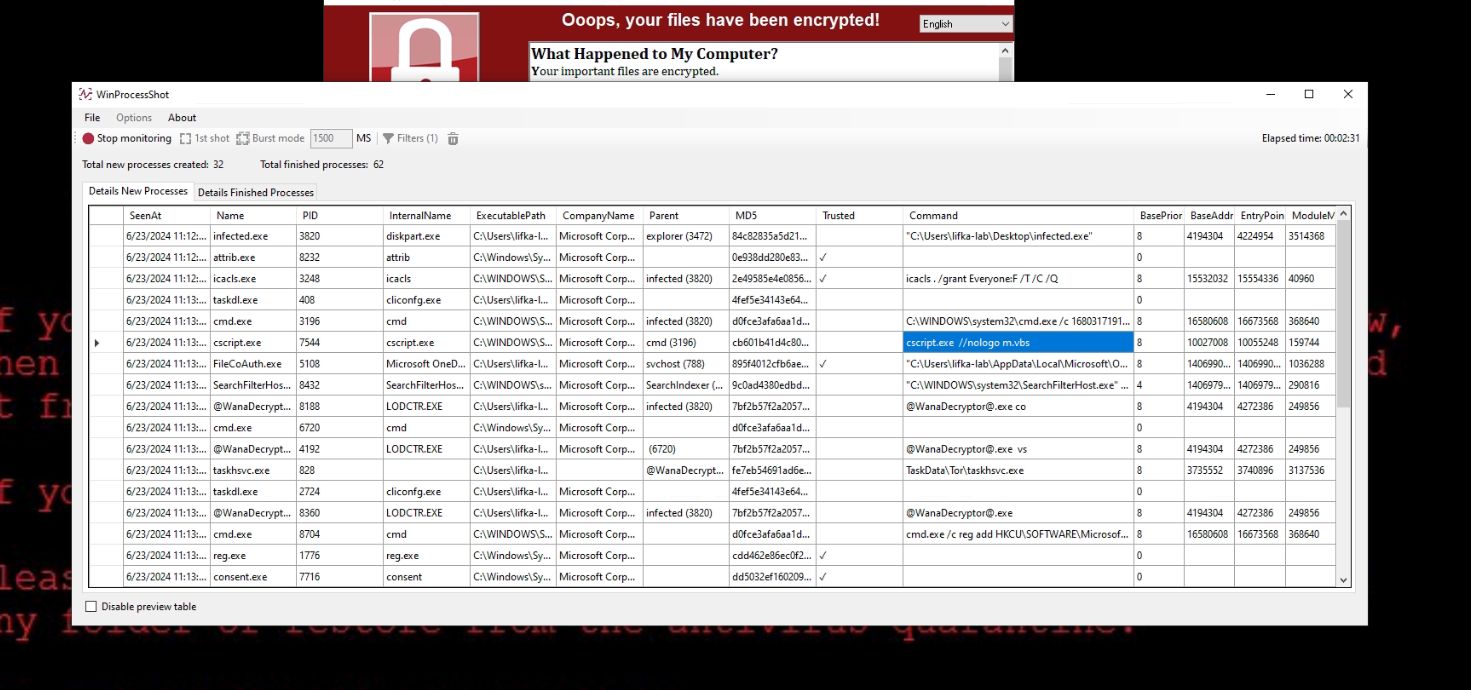 Ooops, your files have been encrypted!
English
What Happened to My Computer?
Your important files are encrypted.
WinProcessShot
File Options About
Stop monitoring 1st shot Burst mode 1500 MS Filters (1) Elapsed time: 00:02:31
Total new processes created: 32 Total finished processes: 62
Details New Processes Details Finished Processes
SeenAt Name PID InternalName ExecutablePath CompanyName Parent MD5 Trusted Command BasePrior BaseAddr EntryPoin ModuleM
6/23/2024 11:12:... infected.exe 3820 diskpart.exe C:\Users\lifka-l... Microsoft Corp... explorer (3472) 84c82835a5d21... "C:\Users\lifka-lab\Desktop\infected.exe" 8 4194304 4224954 3514368
6/23/2024 11:12:... attrib.exe 8232 attrib C:\Windows\Sy... Microsoft Corp... 0e938dd280e83... ✓ 0
6/23/2024 11:12:... icacls.exe 3248 icacls C:\WINDOWS\S... Microsoft Corp... infected (3820) 2e49585e4e0856... ✓ icacls . /grant Everyone:F /T /C /Q 8 15532032 15554336 40960
6/23/2024 11:13:... taskdl.exe 408 cliconfg.exe C:\Users\lifka-l... Microsoft Corp... 4fef5e34143e64... 0
6/23/2024 11:13:... cmd.exe 3196 cmd C:\WINDOWS\S... Microsoft Corp... infected (3820) d0fce3afa6aa1d... C:\WINDOWS\system32\cmd.exe /c 1680317191... 8 16580608 16673568 368640
6/23/2024 11:13:... cscript.exe 7544 cscript.exe C:\WINDOWS\S... Microsoft Corp... cmd (3196) cb601b41d4c80... cscript.exe //nologo m.vbs 8 10027008 10055248 159744
6/23/2024 11:13:... FileCoAuth.exe 5108 Microsoft OneD... C:\Users\lifka-l... Microsoft Corp... svchost (788) 895f4012cfb6ae... ✓ "C:\Users\lifka-lab\AppData\Local\Microsoft\O... 8 1406990... 1406990... 1036288
6/23/2024 11:13:... SearchFilterHos... 8432 SearchFilterHos... C:\WINDOWS\s... Microsoft Corp... SearchIndexer (... 9c0ad4380edbd... "C:\WINDOWS\system32\SearchFilterHost.exe" ... 4 1406979... 1406979... 290816
6/23/2024 11:13:... @WanaDecrypt... 8188 LODCTR.EXE C:\Users\lifka-l... Microsoft Corp... infected (3820) 7bf2b57f2a2057... @WanaDecryptor@.exe co 8 4194304 4272386 249856
6/23/2024 11:13:... cmd.exe 6720 cmd C:\Windows\Sy... Microsoft Corp... d0fce3afa6aa1d... 0
6/23/2024 11:13:... @WanaDecrypt... 4192 LODCTR.EXE C:\Users\lifka-l... Microsoft Corp... (6720) 7bf2b57f2a2057... @WanaDecryptor@.exe vs 8 4194304 4272386 249856
6/23/2024 11:13:... taskhsvc.exe 828 C:\Users\lifka-l... @WanaDecrypt... fe7eb54691ad6e... TaskData\Tor\taskhsvc.exe 8 3735552 3740896 3137536
6/23/2024 11:13:... taskdl.exe 2724 cliconfg.exe C:\Users\lifka-l... Microsoft Corp... 4fef5e34143e64... 0
6/23/2024 11:13:... @WanaDecrypt... 8360 LODCTR.EXE C:\Users\lifka-l... Microsoft Corp... infected (3820) 7bf2b57f2a2057... @WanaDecryptor@.exe 8 4194304 4272386 249856
6/23/2024 11:13:... cmd.exe 8704 cmd C:\WINDOWS\S... Microsoft Corp... d0fce3afa6aa1d... cmd.exe /c reg add HKCU\SOFTWARE\Microsof... 8 16580608 16673568 368640
6/23/2024 11:13:... reg.exe 1776 reg.exe C:\Windows\Sy... Microsoft Corp... cdd462e86ec0f2... ✓ 0
6/23/2024 11:13:... consent.exe 7716 consent C:\Windows\Sy... Microsoft Corp... dd5032ef160209... ✓ 0
Disable preview table